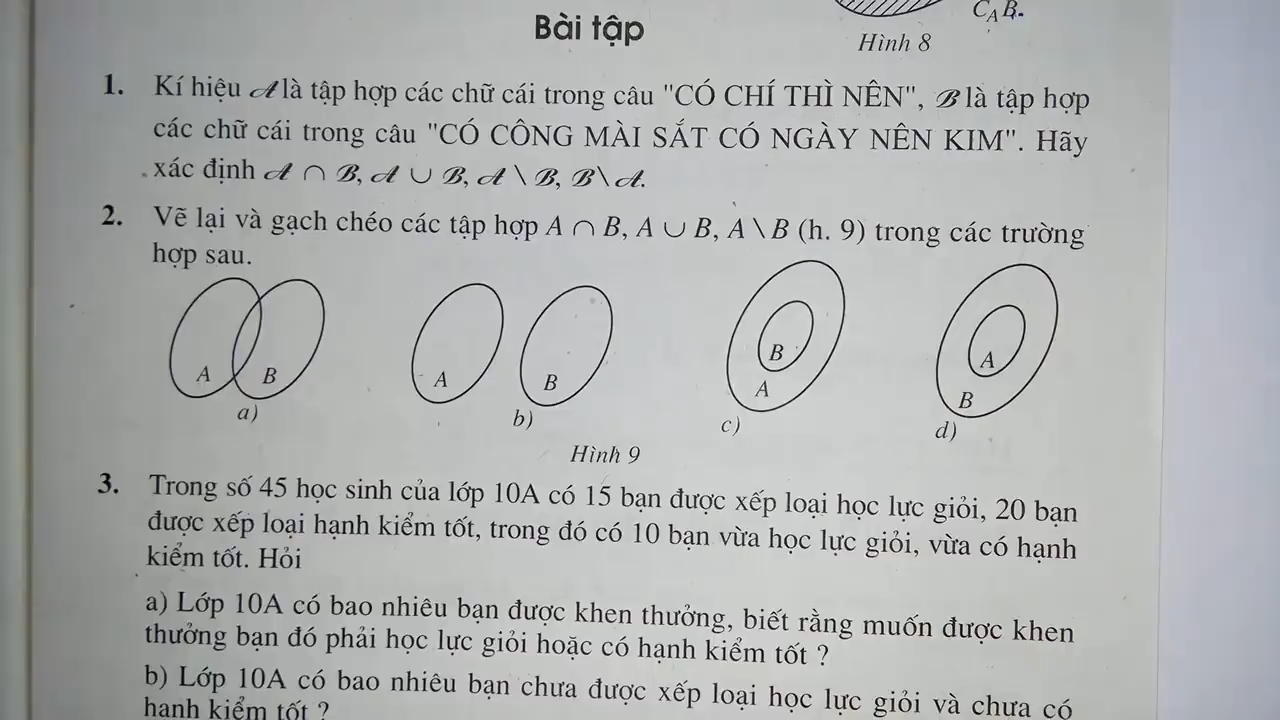 C_A B.
Bài tập
Hình 8
1. Kí hiệu 𝒜 là tập hợp các chữ cái trong câu "CÓ CHÍ THÌ NÊN", ℬ là tập hợp
các chữ cái trong câu "CÓ CÔNG MÀI SẮT CÓ NGÀY NÊN KIM". Hãy
xác định 𝒜 ∩ ℬ, 𝒜 ∪ ℬ, 𝒜 \ ℬ, ℬ \ 𝒜.
2. Vẽ lại và gạch chéo các tập hợp A ∩ B, A ∪ B, A \ B (h. 9) trong các trường
hợp sau.
A B
a)
A B
b)
B
A
c)
A
B
d)
Hình 9
3. Trong số 45 học sinh của lớp 10A có 15 bạn được xếp loại học lực giỏi, 20 bạn
được xếp loại hạnh kiểm tốt, trong đó có 10 bạn vừa học lực giỏi, vừa có hạnh
kiểm tốt. Hỏi
a) Lớp 10A có bao nhiêu bạn được khen thưởng, biết rằng muốn được khen
thưởng bạn đó phải học lực giỏi hoặc có hạnh kiểm tốt ?
b) Lớp 10A có bao nhiêu bạn chưa được xếp loại học lực giỏi và chưa có
hạnh kiểm tốt ?